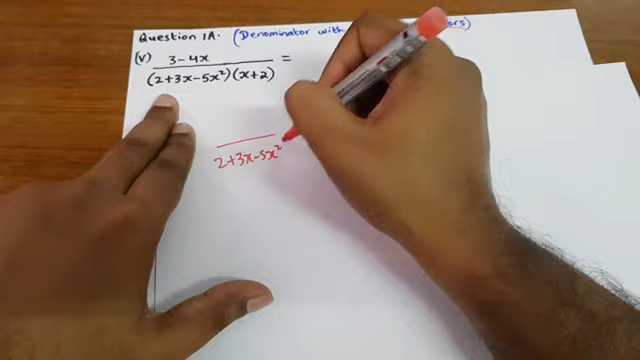 Question 1A. (Denominator with
(v) 3-4x / (2+3x-5x²)(x+2) =
2+3x-5x²